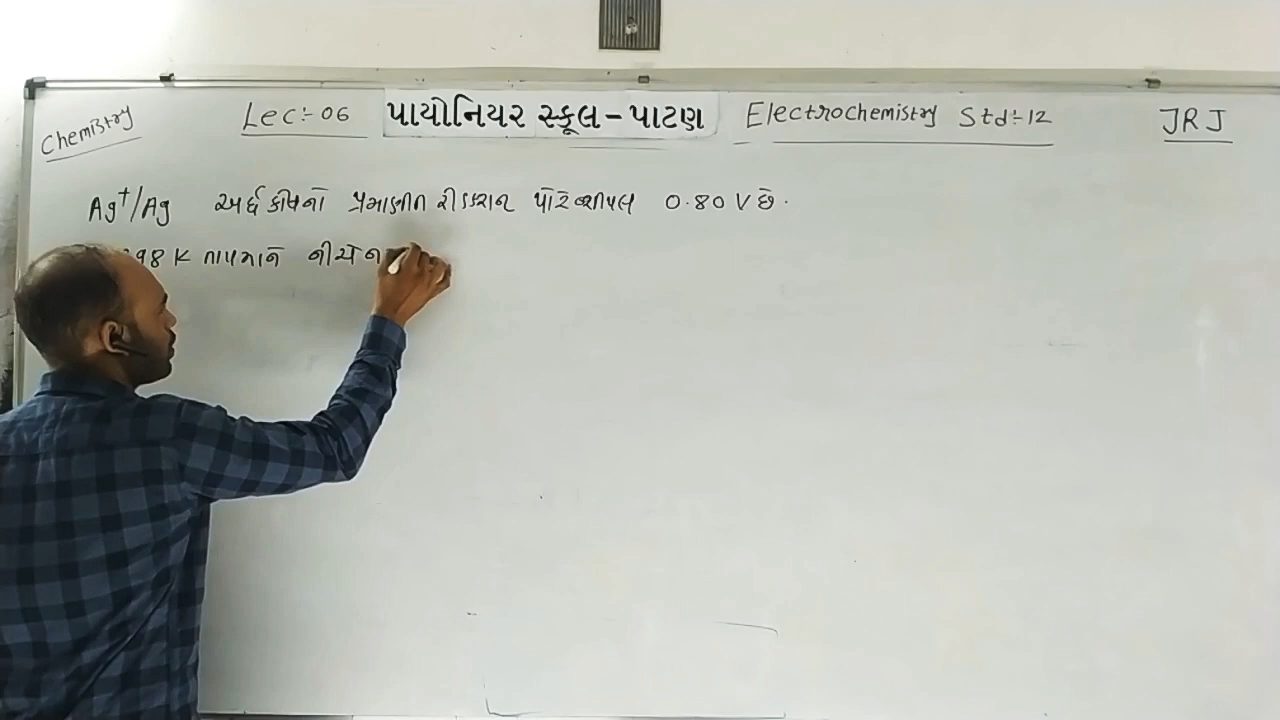 Chemistry Lec:- 06 પાયોનિયર સ્કૂલ - પાટણ Electrochemistry Std:-12 JRJ
Ag⁺/Ag અર્ધકોષનો પ્રમાણીત રીડક્શન પોટેન્શીયલ 0.80 V છે.
98 K તાપમાને નીચેના